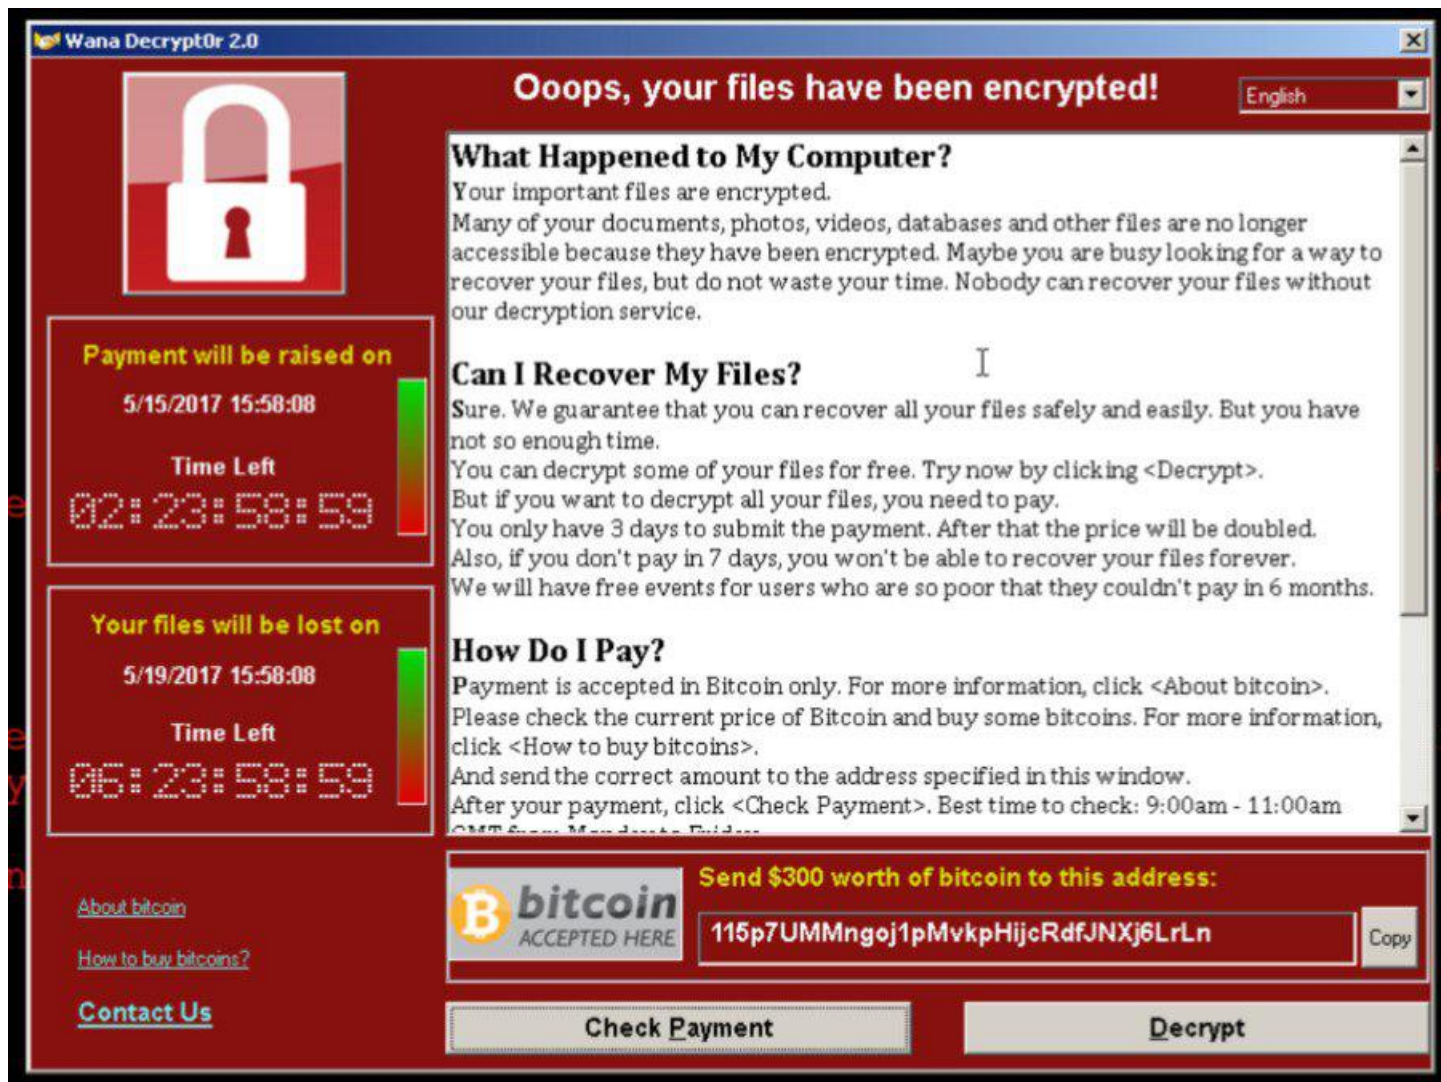 Wana Decrypt0r 2.0
Ooops, your files have been encrypted!
English
What Happened to My Computer?
Your important files are encrypted.
Many of your documents, photos, videos, databases and other files are no longer
accessible because they have been encrypted. Maybe you are busy looking for a way to
recover your files, but do not waste your time. Nobody can recover your files without
our decryption service.
Can I Recover My Files?
Sure. We guarantee that you can recover all your files safely and easily. But you have
not so enough time.
You can decrypt some of your files for free. Try now by clicking <Decrypt>.
But if you want to decrypt all your files, you need to pay.
You only have 3 days to submit the payment. After that the price will be doubled.
Also, if you don't pay in 7 days, you won't be able to recover your files forever.
We will have free events for users who are so poor that they couldn't pay in 6 months.
How Do I Pay?
Payment is accepted in Bitcoin only. For more information, click <About bitcoin>.
Please check the current price of Bitcoin and buy some bitcoins. For more information,
click <How to buy bitcoins>.
And send the correct amount to the address specified in this window.
After your payment, click <Check Payment>. Best time to check: 9:00am - 11:00am
GMT from Monday to Friday.
Payment will be raised on
5/15/2017 15:58:08
Time Left
02:23:58:59
Your files will be lost on
5/19/2017 15:58:08
Time Left
06:23:58:59
About bitcoin
How to buy bitcoins?
Contact Us
bitcoin
ACCEPTED HERE
Send $300 worth of bitcoin to this address:
115p7UMMngoj1pMvkpHijcRdfJNXj6LrLn
Copy
Check Payment
Decrypt